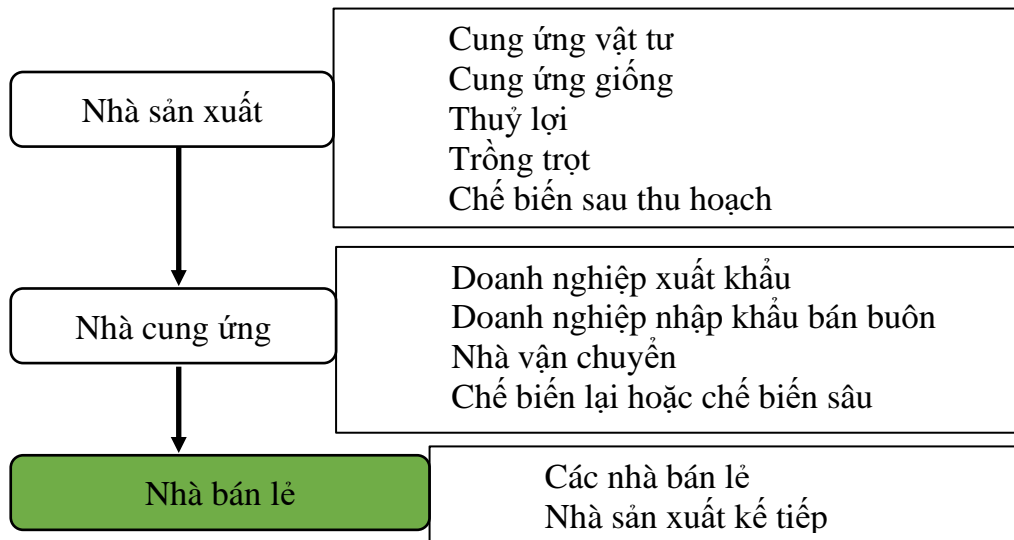 Nhà sản xuất
Cung ứng vật tư
Cung ứng giống
Thuỷ lợi
Trồng trọt
Chế biến sau thu hoạch
Nhà cung ứng
Doanh nghiệp xuất khẩu
Doanh nghiệp nhập khẩu bán buôn
Nhà vận chuyển
Chế biến lại hoặc chế biến sâu
Nhà bán lẻ
Các nhà bán lẻ
Nhà sản xuất kế tiếp